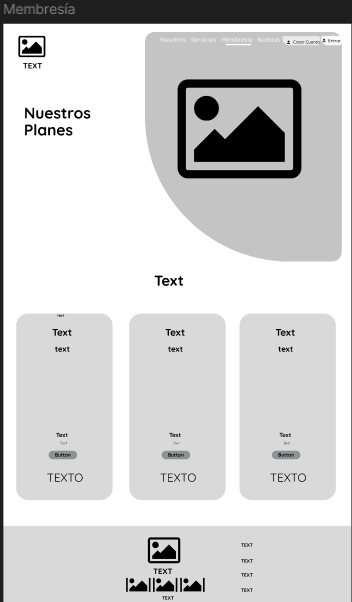 Membresía
TEXT
Nosotros Servicios Membresía Noticias Crear Cuenta Entrar
Nuestros
Planes
Text
text
Text Text Text
text text text
Text Text Text
Text Text Text
Button Button Button
TEXTO TEXTO TEXTO
TEXT
TEXT
TEXT
TEXT
TEXT
TEXT